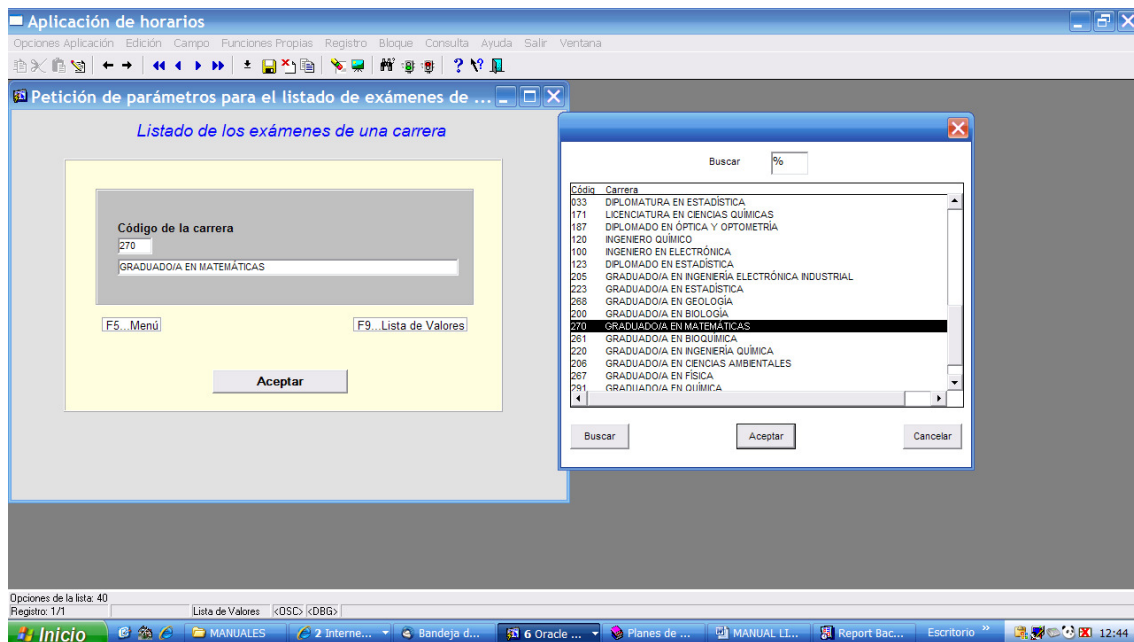 Aplicación de horarios
Opciones Aplicación Edición Campo Funciones Propias Registro Bloque Consulta Ayuda Salir Ventana
Petición de parámetros para el listado de exámenes de ...
Listado de los exámenes de una carrera
Código de la carrera
270
GRADUADO/A EN MATEMÁTICAS
F5...Menú
F9...Lista de Valores
Aceptar
Buscar %
Códig Carrera
033 DIPLOMATURA EN ESTADÍSTICA
171 LICENCIATURA EN CIENCIAS QUÍMICAS
187 DIPLOMADO EN ÓPTICA Y OPTOMETRÍA
120 INGENIERO QUÍMICO
100 INGENIERO EN ELECTRÓNICA
123 DIPLOMADO EN ESTADÍSTICA
205 GRADUADO/A EN INGENIERÍA ELECTRÓNICA INDUSTRIAL
223 GRADUADO/A EN ESTADÍSTICA
268 GRADUADO/A EN GEOLOGÍA
200 GRADUADO/A EN BIOLOGÍA
270 GRADUADO/A EN MATEMÁTICAS
261 GRADUADO/A EN BIOQUÍMICA
220 GRADUADO/A EN INGENIERÍA QUÍMICA
206 GRADUADO/A EN CIENCIAS AMBIENTALES
267 GRADUADO/A EN FÍSICA
291 GRADUADO/A EN QUÍMICA
Buscar Aceptar Cancelar
Opciones de la lista: 40
Registro: 1/1 Lista de Valores <OSC> <DBG>
Inicio MANUALES 2 Interne... Bandeja d... 6 Oracle ... Planes de ... MANUAL LI... Report Bac... Escritorio » 12:44